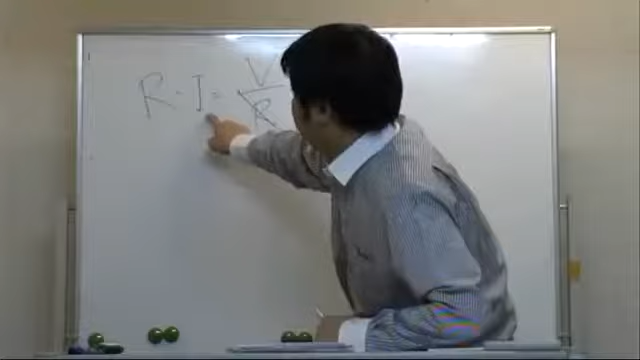 R · I = V/R